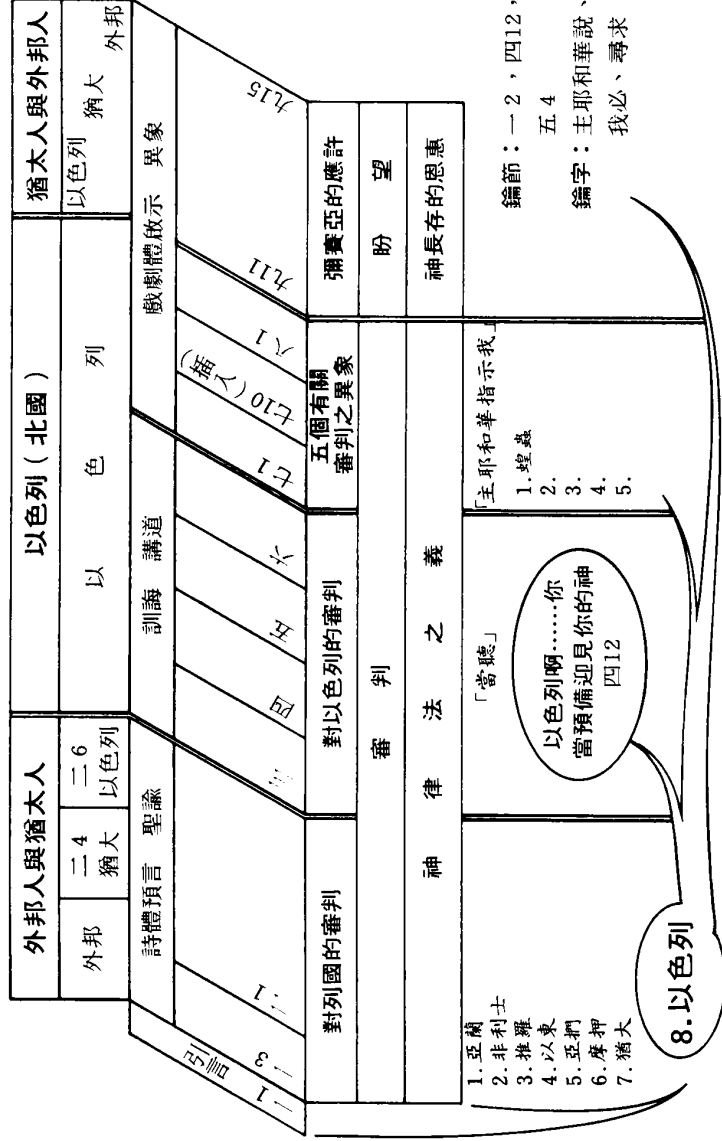 外邦人與猶太人
以色列（北國）
猶太人與外邦人
外邦
二4
猶大
二6
以色列
以色列
以色列
猶大
外邦
詩體預言 聖諭
訓誨 講道
戲劇體啟示 異象
一1
引言
一3
二1
三
四
五
六
七1
七10（插入）
八1
九11
九15
對列國的審判
對以色列的審判
五個有關
審判之異象
彌賽亞的應許
審判
盼望
神律法之義
神長存的恩惠
1.亞蘭
2.非利士
3.推羅
4.以東
5.亞捫
6.摩押
7.猶大
8.以色列
「當聽」
以色列啊……你
當預備迎見你的神
四12
「主耶和華指示我」
1.蝗蟲
2.
3.
4.
5.
鑰節：一2，四12，
五4
鑰字：主耶和華說、
我必、尋求